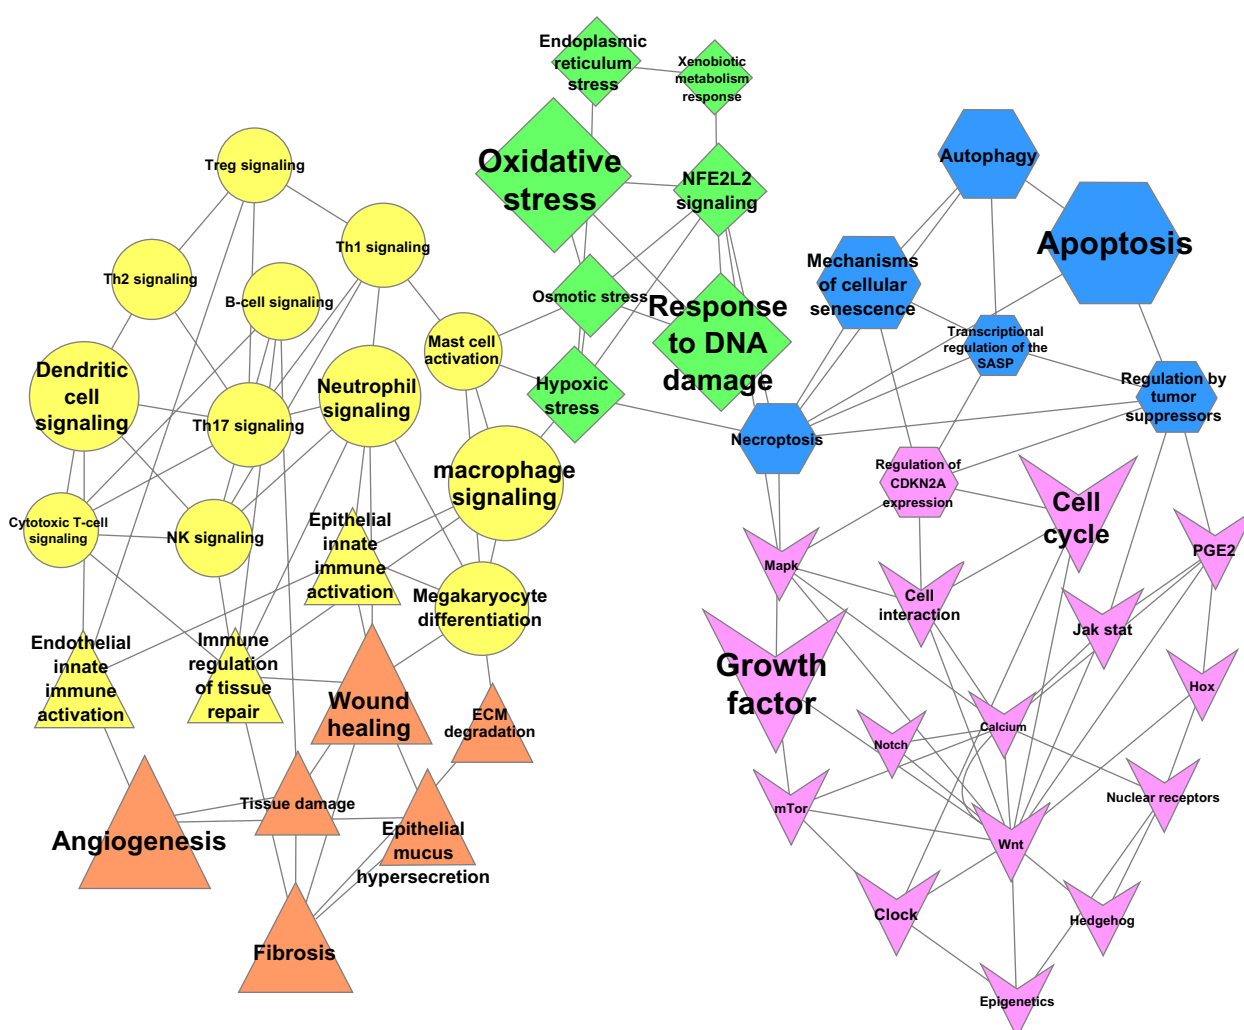 Endoplasmic
reticulum
stress
Xenobiotic
metabolism
response
Oxidative
stress
NFE2L2
signaling
Osmotic stress
Response
to DNA
damage
Hypoxic
stress
Treg signaling
Th1 signaling
Th2 signaling
B-cell signaling
Mast cell
activation
Dendritic
cell
signaling
Neutrophil
signaling
Th17 signaling
macrophage
signaling
Cytotoxic T-cell
signaling
NK signaling
Epithelial
innate
immune
activation
Megakaryocyte
differentiation
Endothelial
innate
immune
activation
Immune
regulation
of tissue
repair
Wound
healing
ECM
degradation
Tissue damage
Angiogenesis
Epithelial
mucus
hypersecretion
Fibrosis
Autophagy
Apoptosis
Mechanisms
of cellular
senescence
Transcriptional
regulation of the
SASP
Regulation by
tumor
suppressors
Necroptosis
Regulation of
CDKN2A
expression
Cell
cycle
PGE2
Mapk
Cell
interaction
Jak stat
Growth
factor
Hox
Notch
Calcium
mTor
Nuclear receptors
Wnt
Clock
Hedgehog
Epigenetics